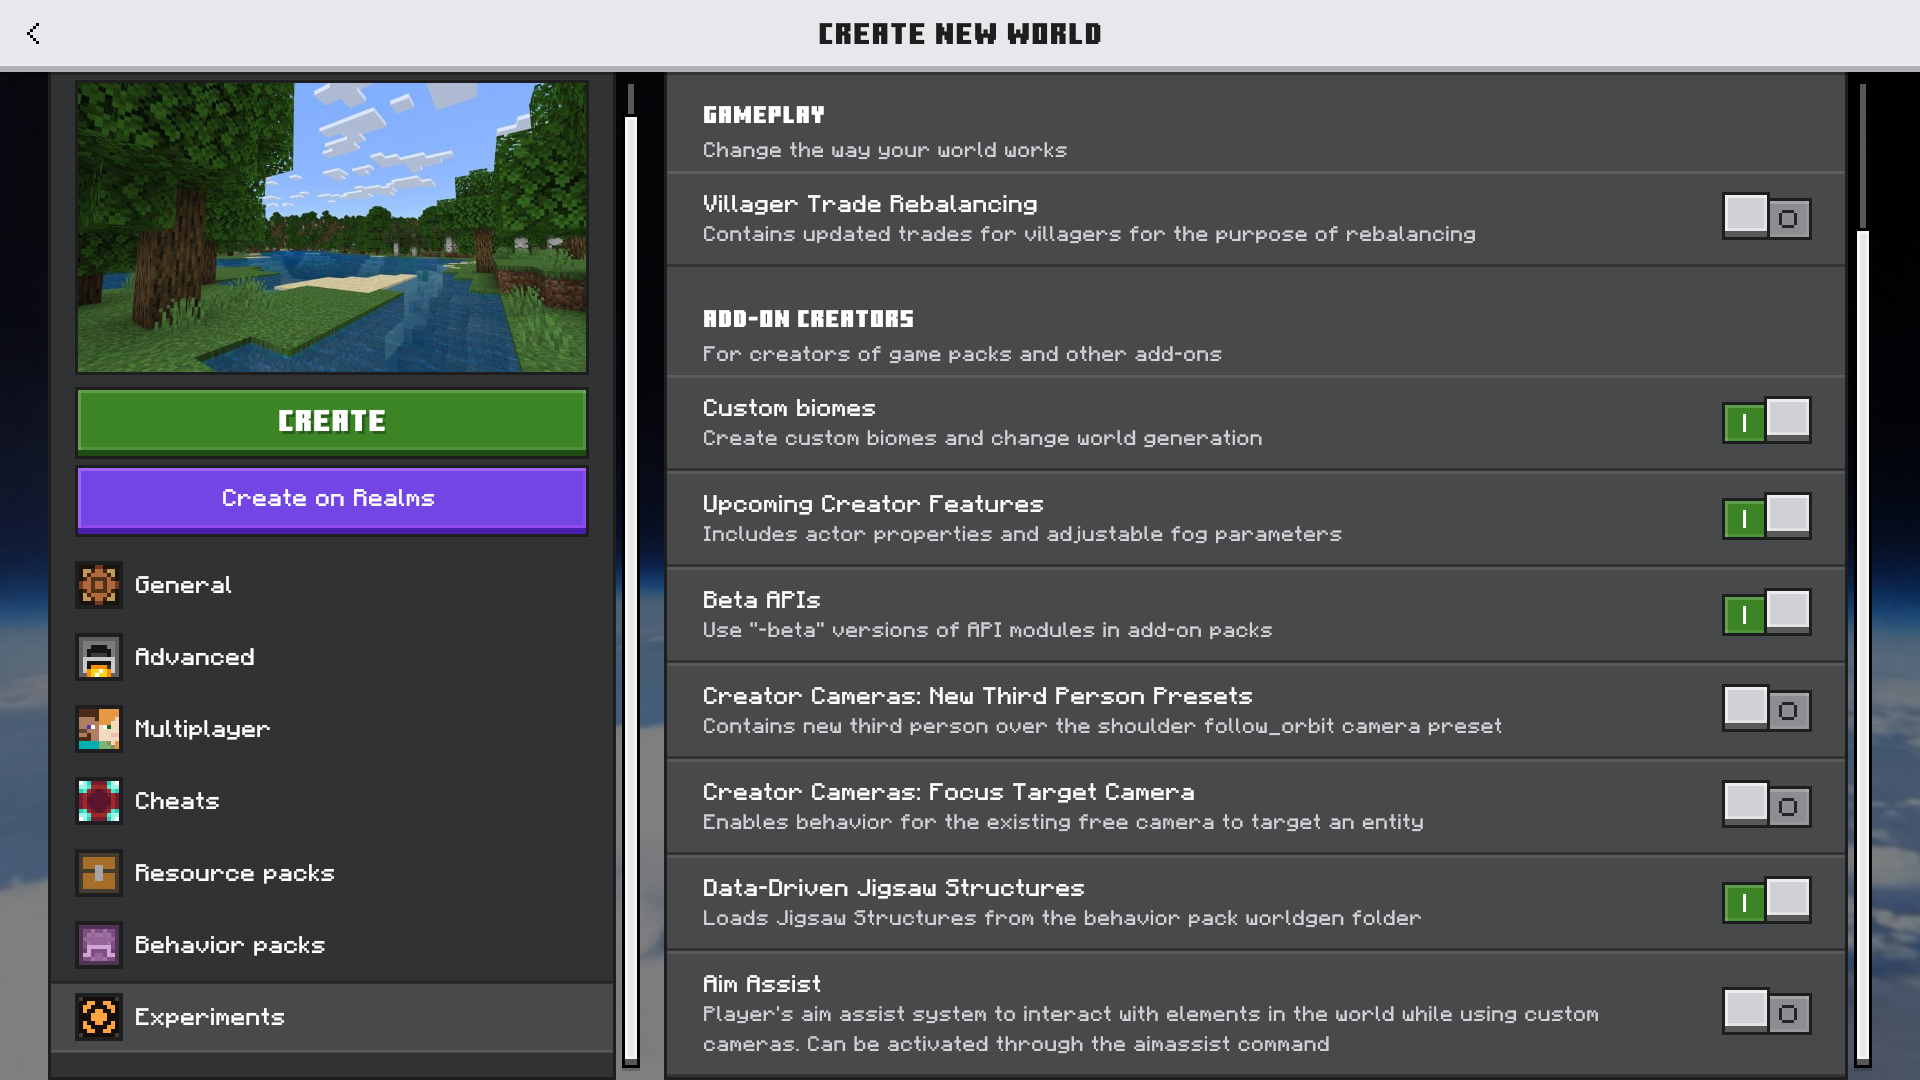 CREATE NEW WORLD
CREATE
Create on Realms
General
Advanced
Multiplayer
Cheats
Resource packs
Behavior packs
Experiments
GAMEPLAY
Change the way your world works
Villager Trade Rebalancing
Contains updated trades for villagers for the purpose of rebalancing
ADD-ON CREATORS
For creators of game packs and other add-ons
Custom biomes
Create custom biomes and change world generation
Upcoming Creator Features
Includes actor properties and adjustable fog parameters
Beta APIs
Use "-beta" versions of API modules in add-on packs
Creator Cameras: New Third Person Presets
Contains new third person over the shoulder follow_orbit camera preset
Creator Cameras: Focus Target Camera
Enables behavior for the existing free camera to target an entity
Data-Driven Jigsaw Structures
Loads Jigsaw Structures from the behavior pack worldgen folder
Aim Assist
Player's aim assist system to interact with elements in the world while using custom
cameras. Can be activated through the aimassist command